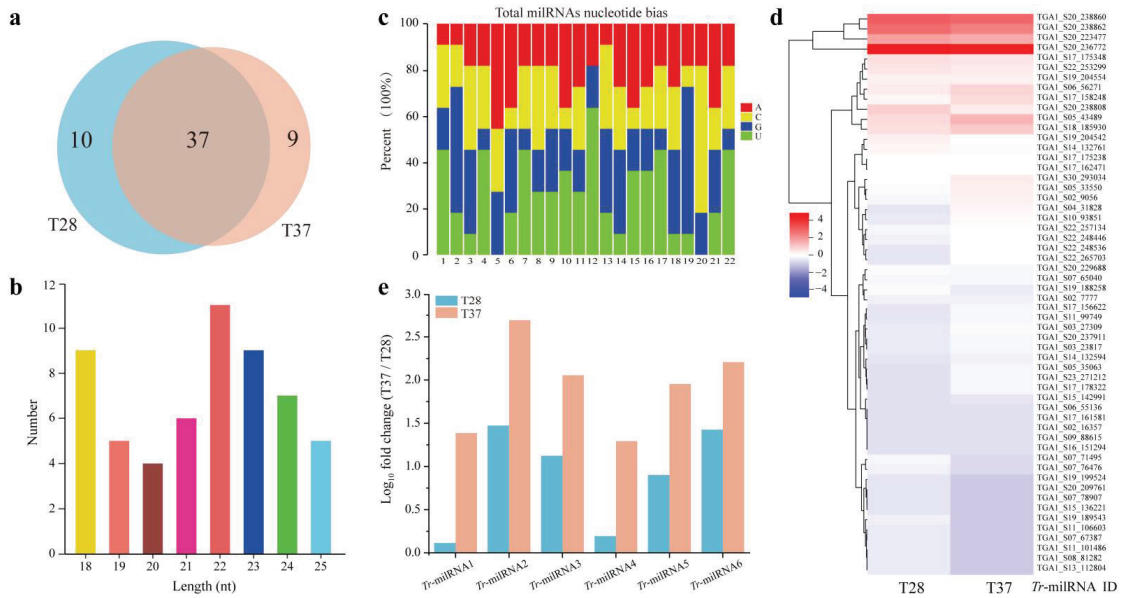 a
10
37
9
T28
T37
b
12
10
8
6
4
2
0
Number
18 19 20 21 22 23 24 25
Length (nt)
c
Total milRNAs nucleotide bias
100
80
60
40
20
0
Percent (100%)
A
C
G
U
1 2 3 4 5 6 7 8 9 10 11 12 13 14 15 16 17 18 19 20 21 22
e
T28
T37
3.0
2.5
2.0
1.5
1.0
0.5
0.0
Log10 fold change (T37 / T28)
Tr-milRNA1 Tr-milRNA2 Tr-milRNA3 Tr-milRNA4 Tr-milRNA5 Tr-milRNA6
d
4
2
0
−2
−4
TGA1_S20_238860
TGA1_S20_238862
TGA1_S20_223477
TGA1_S20_236772
TGA1_S17_175348
TGA1_S22_253299
TGA1_S19_204554
TGA1_S06_56271
TGA1_S17_158248
TGA1_S20_238808
TGA1_S05_43489
TGA1_S18_185930
TGA1_S19_204542
TGA1_S14_132761
TGA1_S17_175238
TGA1_S17_162471
TGA1_S30_293034
TGA1_S05_33550
TGA1_S02_9056
TGA1_S04_31828
TGA1_S10_93851
TGA1_S22_257134
TGA1_S22_248446
TGA1_S22_248536
TGA1_S22_265703
TGA1_S20_229688
TGA1_S07_65040
TGA1_S19_188258
TGA1_S02_7777
TGA1_S17_156622
TGA1_S11_99749
TGA1_S03_27309
TGA1_S20_237911
TGA1_S03_23817
TGA1_S14_132594
TGA1_S05_35063
TGA1_S23_271212
TGA1_S17_178322
TGA1_S15_142991
TGA1_S06_55136
TGA1_S17_161581
TGA1_S02_16357
TGA1_S09_88615
TGA1_S16_151294
TGA1_S07_71495
TGA1_S07_76476
TGA1_S19_199524
TGA1_S20_209761
TGA1_S07_78907
TGA1_S15_136221
TGA1_S19_189543
TGA1_S11_106603
TGA1_S07_67387
TGA1_S11_101486
TGA1_S08_81282
TGA1_S13_112804
T28 T37 Tr-milRNA ID